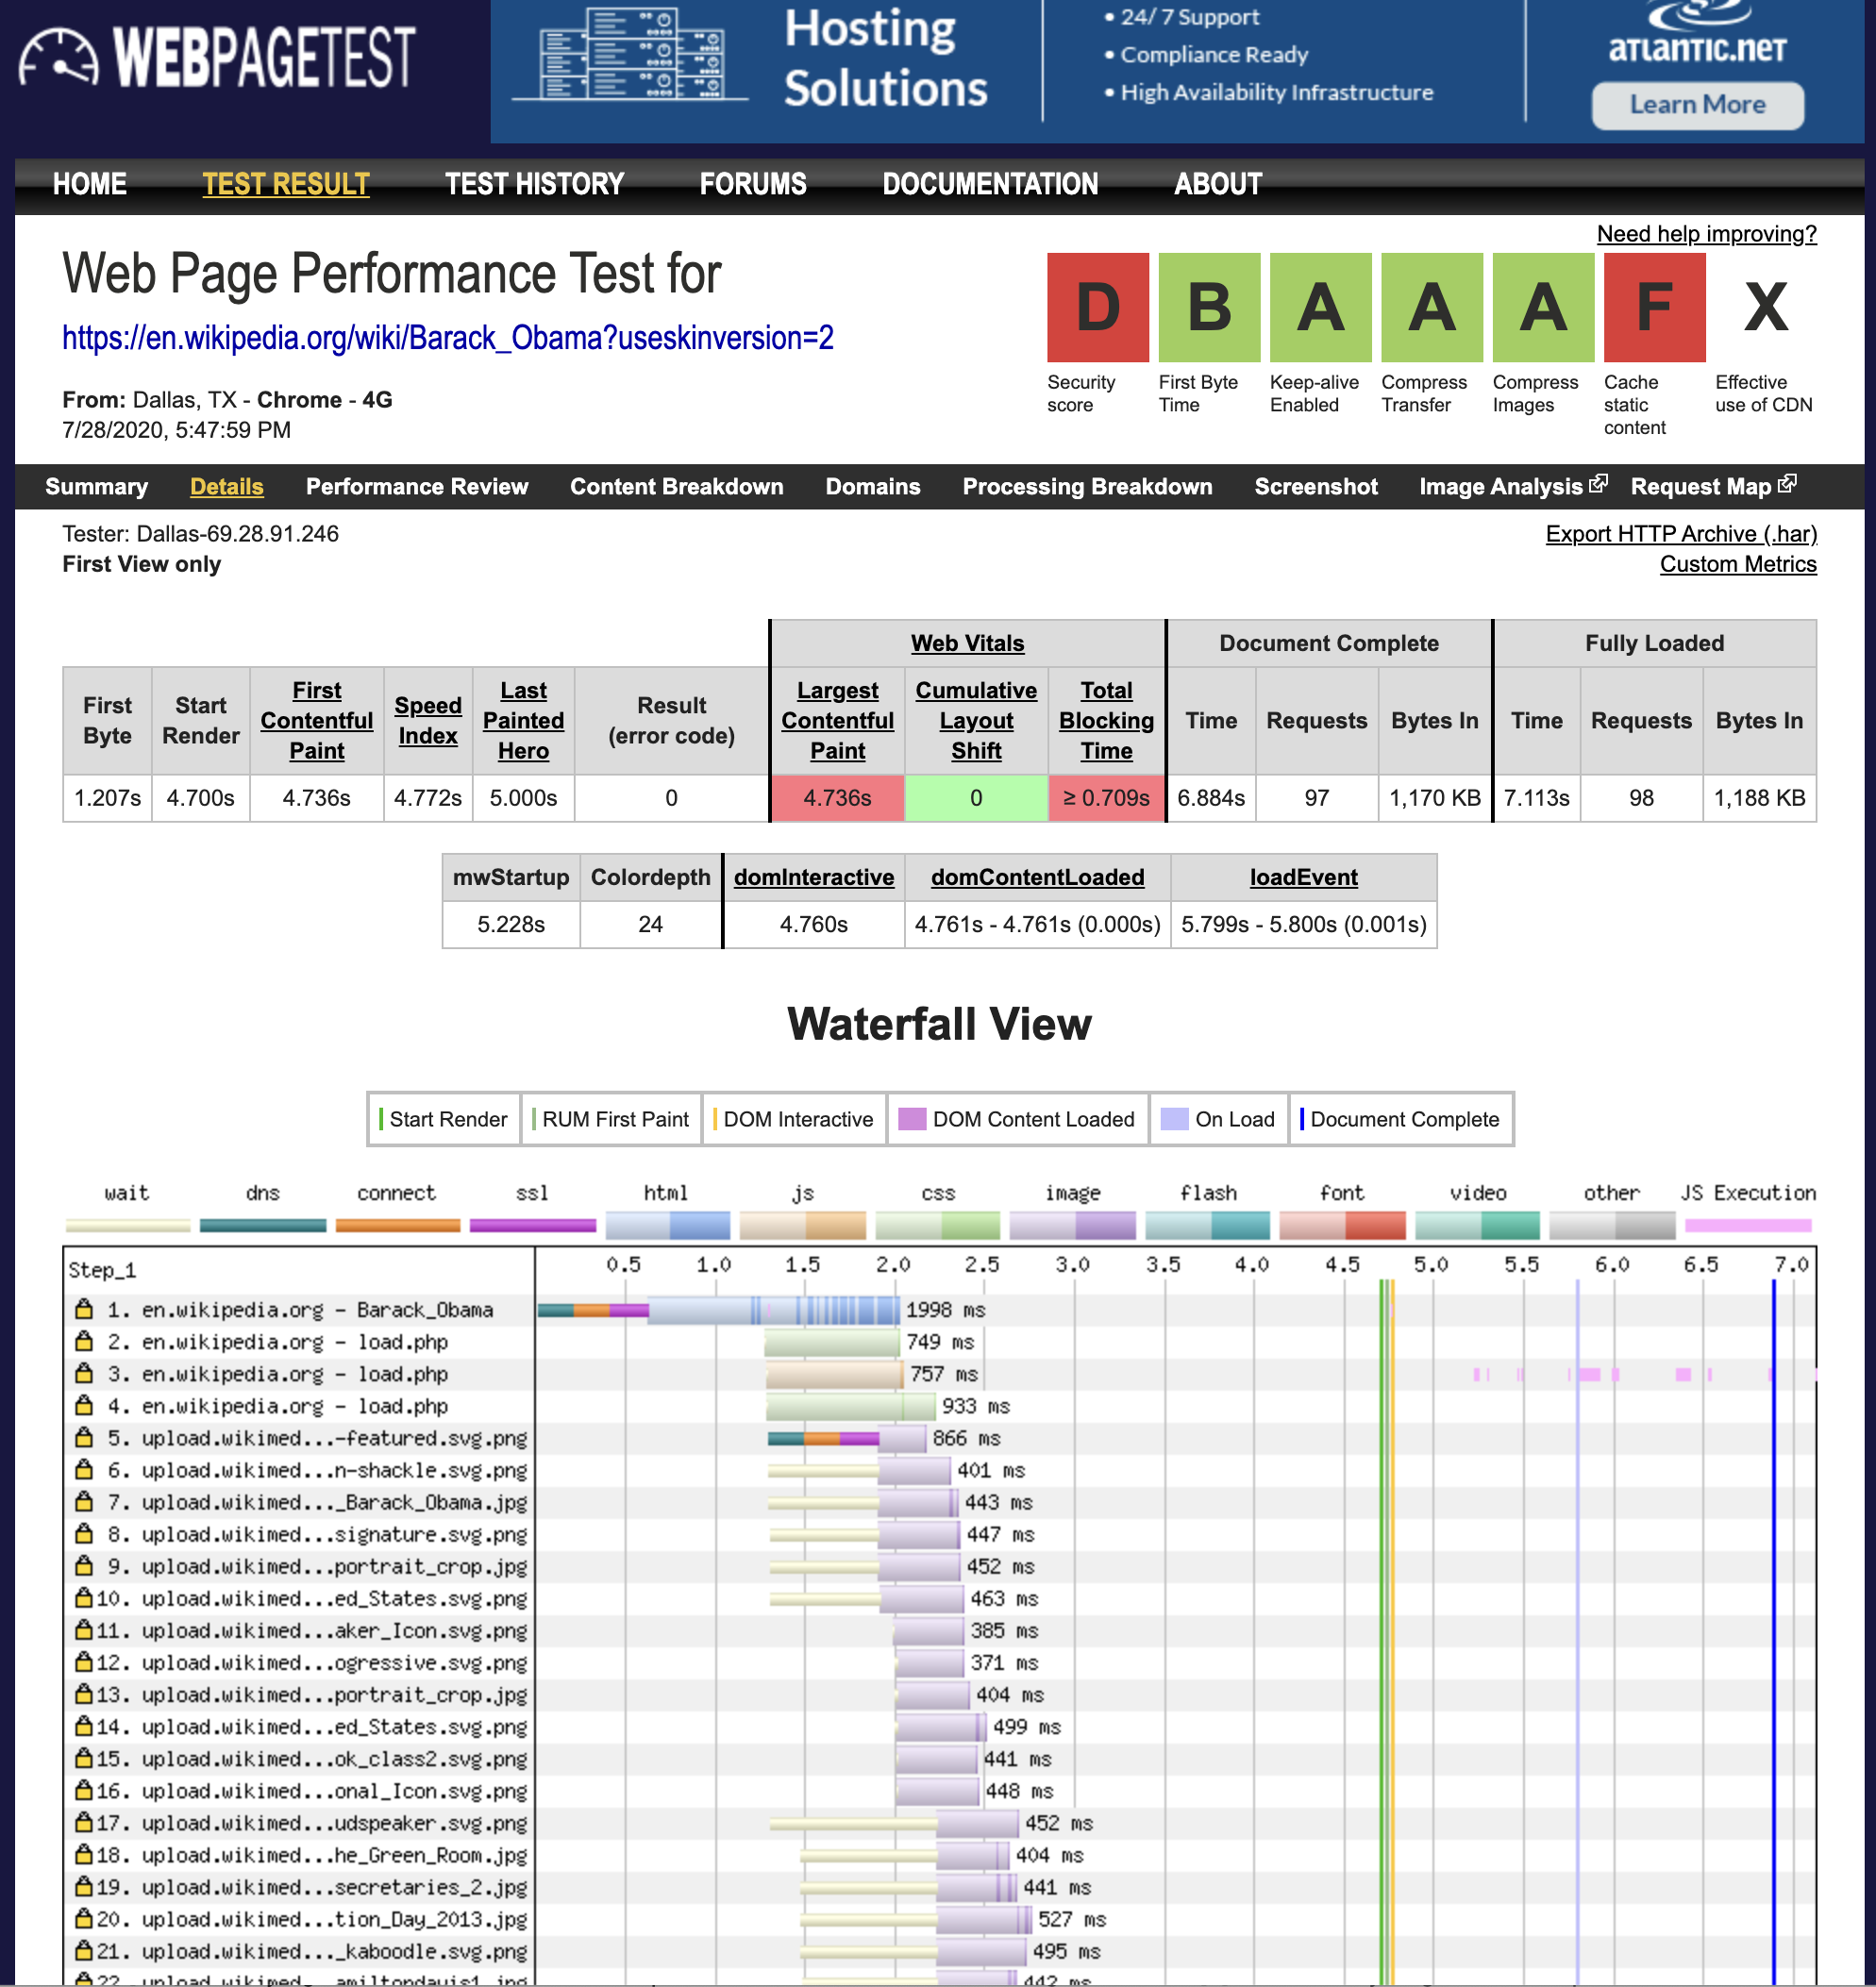 WEBPAGETEST
Hosting
Solutions
• 24/ 7 Support
• Compliance Ready
• High Availability Infrastructure
ATLANTIC.NET
Learn More
HOME TEST RESULT TEST HISTORY FORUMS DOCUMENTATION ABOUT
Need help improving?
Web Page Performance Test for
https://en.wikipedia.org/wiki/Barack_Obama?useskinversion=2
From: Dallas, TX - Chrome - 4G
7/28/2020, 5:47:59 PM
D B A A A F X
Security score
First Byte Time
Keep-alive Enabled
Compress Transfer
Compress Images
Cache static content
Effective use of CDN
Summary Details Performance Review Content Breakdown Domains Processing Breakdown Screenshot Image Analysis Request Map
Tester: Dallas-69.28.91.246
First View only
Export HTTP Archive (.har)
Custom Metrics
Web Vitals Document Complete Fully Loaded
First Byte Start Render First Contentful Paint Speed Index Last Painted Hero Result (error code) Largest Contentful Paint Cumulative Layout Shift Total Blocking Time Time Requests Bytes In Time Requests Bytes In
1.207s 4.700s 4.736s 4.772s 5.000s 0 4.736s 0 ≥ 0.709s 6.884s 97 1,170 KB 7.113s 98 1,188 KB
mwStartup Colordepth domInteractive domContentLoaded loadEvent
5.228s 24 4.760s 4.761s - 4.761s (0.000s) 5.799s - 5.800s (0.001s)
Waterfall View
Start Render RUM First Paint DOM Interactive DOM Content Loaded On Load Document Complete
wait dns connect ssl html js css image flash font video other JS Execution
Step_1 0.5 1.0 1.5 2.0 2.5 3.0 3.5 4.0 4.5 5.0 5.5 6.0 6.5 7.0
1. en.wikipedia.org - Barack_Obama 1998 ms
2. en.wikipedia.org - load.php 749 ms
3. en.wikipedia.org - load.php 757 ms
4. en.wikipedia.org - load.php 933 ms
5. upload.wikimed...-featured.svg.png 866 ms
6. upload.wikimed...n-shackle.svg.png 401 ms
7. upload.wikimed..._Barack_Obama.jpg 443 ms
8. upload.wikimed...signature.svg.png 447 ms
9. upload.wikimed...portrait_crop.jpg 452 ms
10. upload.wikimed...ed_States.svg.png 463 ms
11. upload.wikimed...aker_Icon.svg.png 385 ms
12. upload.wikimed...ogressive.svg.png 371 ms
13. upload.wikimed...portrait_crop.jpg 404 ms
14. upload.wikimed...ed_States.svg.png 499 ms
15. upload.wikimed...ok_class2.svg.png 441 ms
16. upload.wikimed...onal_Icon.svg.png 448 ms
17. upload.wikimed...udspeaker.svg.png 452 ms
18. upload.wikimed...he_Green_Room.jpg 404 ms
19. upload.wikimed...secretaries_2.jpg 441 ms
20. upload.wikimed...tion_Day_2013.jpg 527 ms
21. upload.wikimed..._kaboodle.svg.png 495 ms
22. upload.wikimed...amiltondavis1.jpg 442 ms